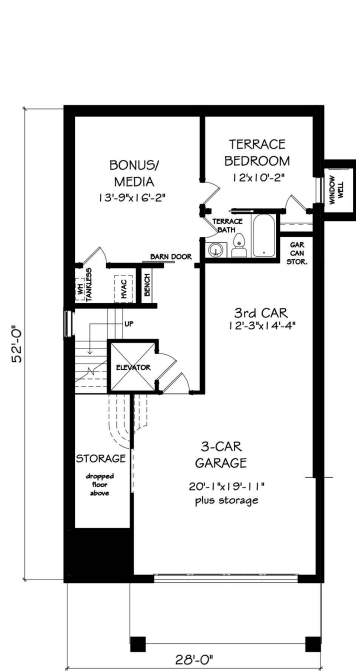 BONUS/
MEDIA
13'-9"x16'-2"
TERRACE
BEDROOM
12'x10'-2"
WINDOW
WELL
TERRACE
BATH
GAR
CAN
STOR.
BARN DOOR
WH
TANKLESS
HVAC
BENCH
3rd CAR
12'-3"x14'-4"
UP
ELEVATOR
52'-0"
STORAGE
dropped
floor
above
3-CAR
GARAGE
20'-1"x19'-11"
plus storage
28'-0"